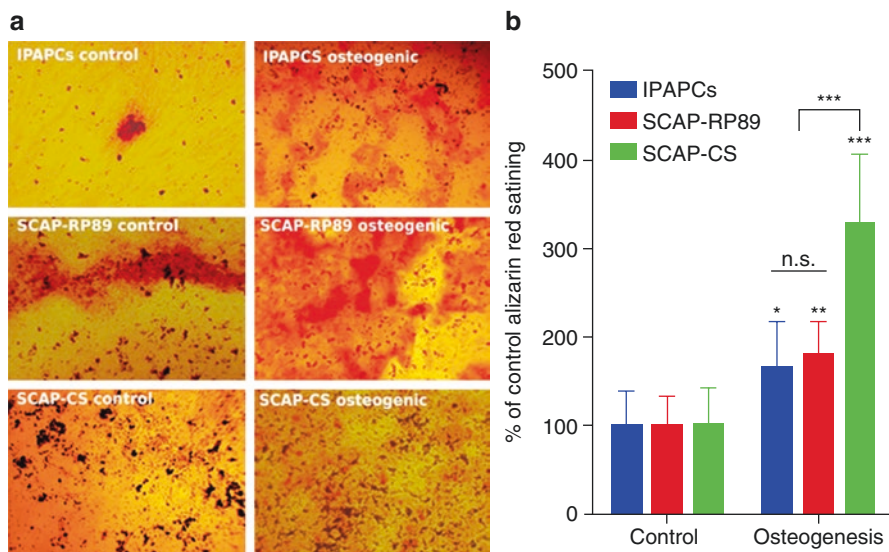 a
IPAPCs control
IPAPCS osteogenic
SCAP-RP89 control
SCAP-RP89 osteogenic
SCAP-CS control
SCAP-CS osteogenic
b
% of control alizarin red satining
500
400
300
200
100
0
IPAPCs
SCAP-RP89
SCAP-CS
***
***
n.s.
*
**
Control
Osteogenesis